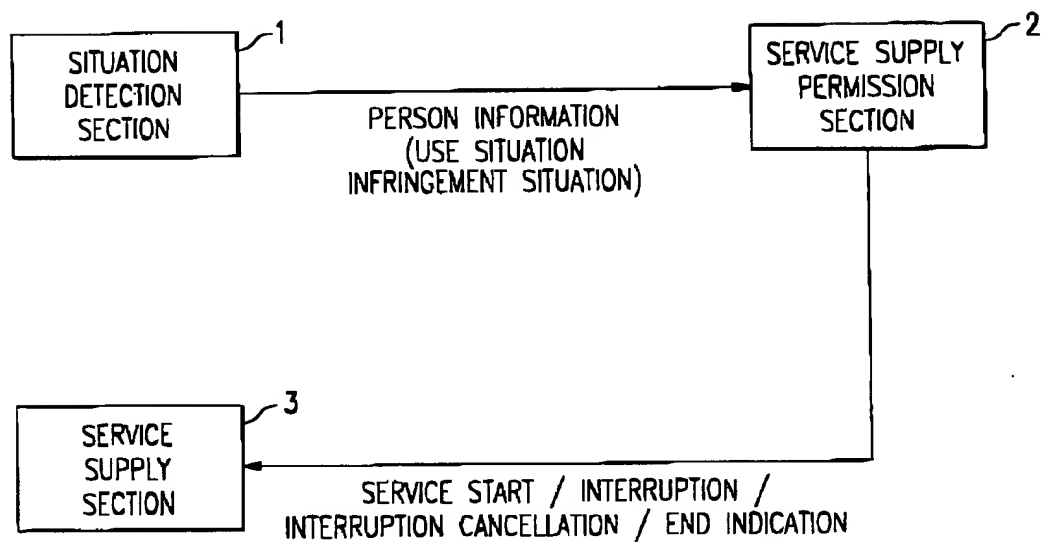 1
SITUATION
DETECTION
SECTION
PERSON INFORMATION
(USE SITUATION
INFRINGEMENT SITUATION)
2
SERVICE SUPPLY
PERMISSION
SECTION
3
SERVICE
SUPPLY
SECTION
SERVICE START / INTERRUPTION /
INTERRUPTION CANCELLATION / END INDICATION